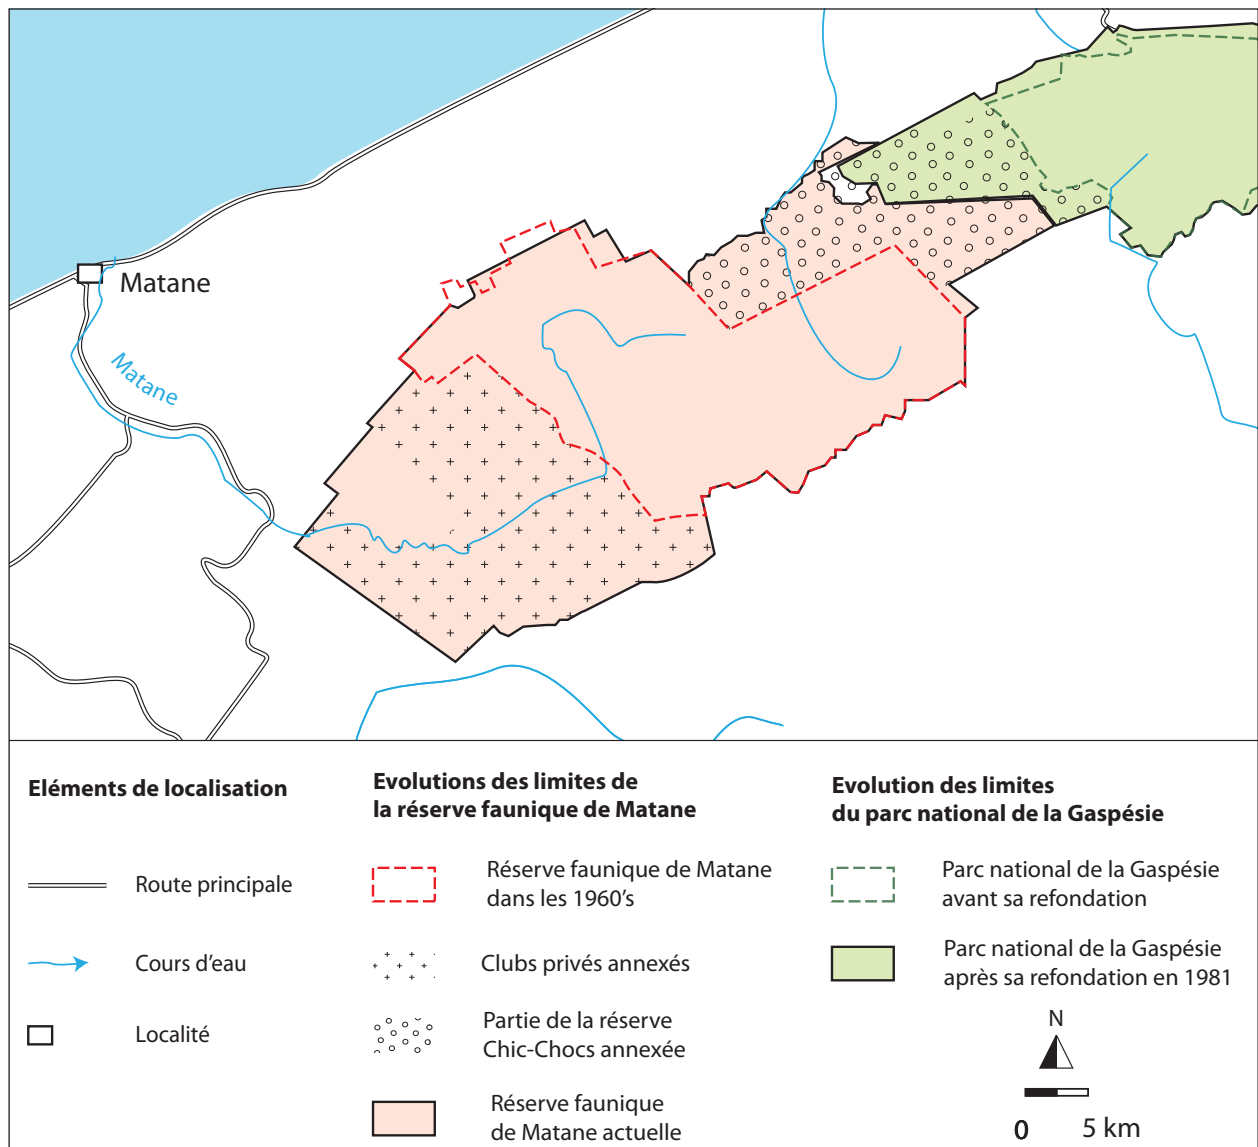 Matane
Matane
Eléments de localisation
Route principale
Cours d'eau
Localité
Evolutions des limites de
la réserve faunique de Matane
Réserve faunique de Matane
dans les 1960's
Clubs privés annexés
Partie de la réserve
Chic-Chocs annexée
Réserve faunique
de Matane actuelle
Evolution des limites
du parc national de la Gaspésie
Parc national de la Gaspésie
avant sa refondation
Parc national de la Gaspésie
après sa refondation en 1981
N
0 5 km